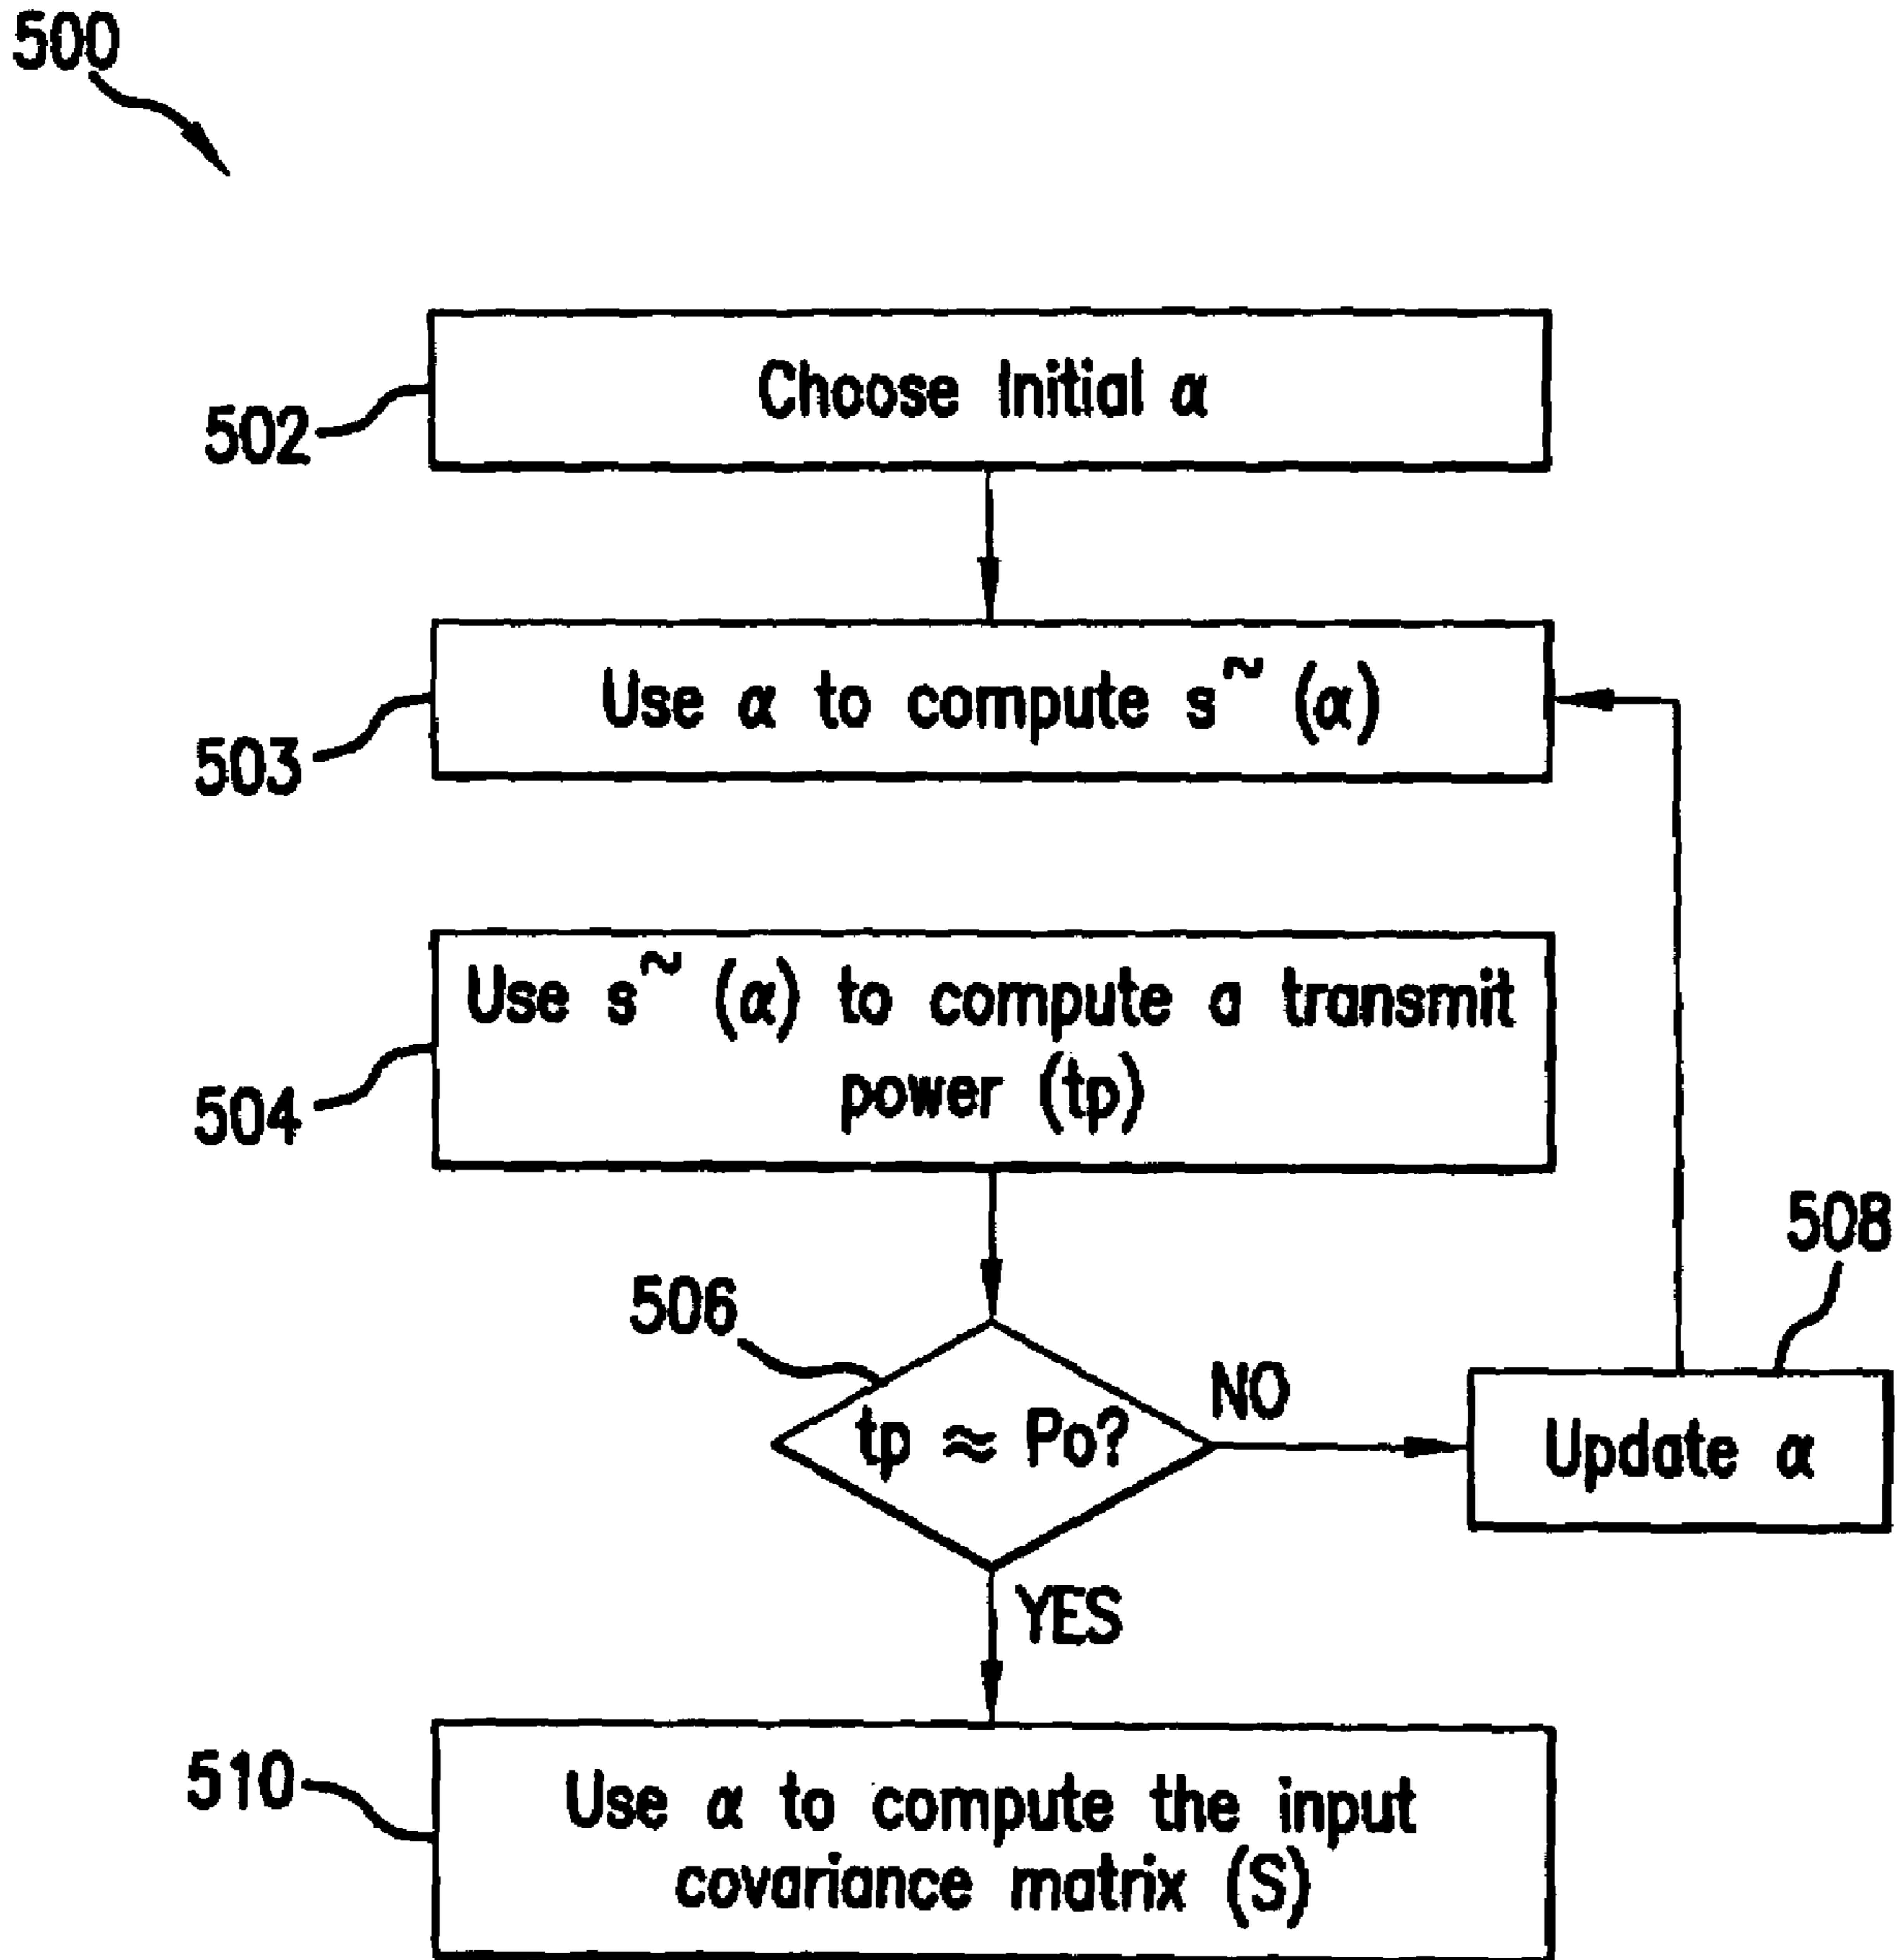 500
Choose Initial α
502
Use α to compute s~ (α)
503
Use s~ (α) to compute a transmit
power (tp)
504
506
tp ≈ Po?
NO
508
Update α
YES
510
Use α to compute the input
covariance matrix (S)